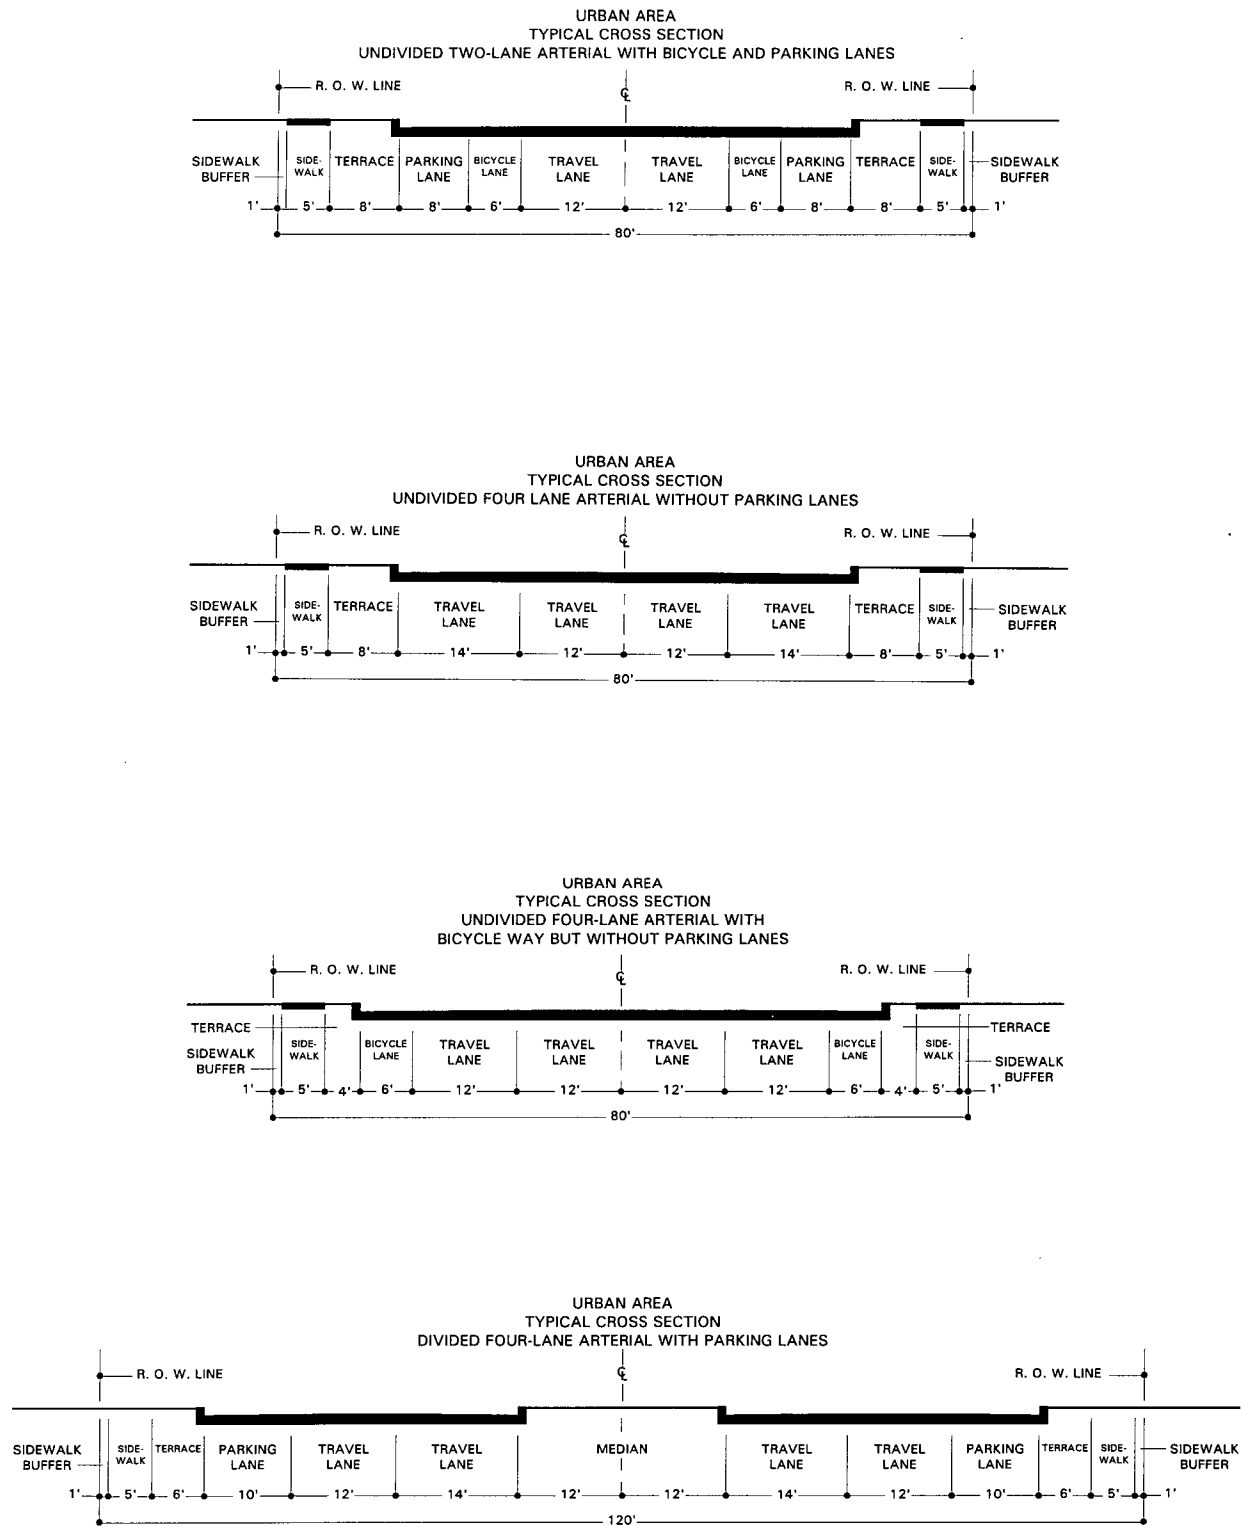 URBAN AREA
TYPICAL CROSS SECTION
UNDIVIDED TWO-LANE ARTERIAL WITH BICYCLE AND PARKING LANES
R. O. W. LINE ℄ R. O. W. LINE
SIDEWALK BUFFER SIDE-WALK TERRACE PARKING LANE BICYCLE LANE TRAVEL LANE TRAVEL LANE BICYCLE LANE PARKING LANE TERRACE SIDE-WALK SIDEWALK BUFFER
1' 5' 8' 8' 6' 12' 12' 6' 8' 8' 5' 1'
80'
URBAN AREA
TYPICAL CROSS SECTION
UNDIVIDED FOUR LANE ARTERIAL WITHOUT PARKING LANES
R. O. W. LINE ℄ R. O. W. LINE
SIDEWALK BUFFER SIDE-WALK TERRACE TRAVEL LANE TRAVEL LANE TRAVEL LANE TRAVEL LANE TERRACE SIDE-WALK SIDEWALK BUFFER
1' 5' 8' 14' 12' 12' 14' 8' 5' 1'
80'
URBAN AREA
TYPICAL CROSS SECTION
UNDIVIDED FOUR-LANE ARTERIAL WITH
BICYCLE WAY BUT WITHOUT PARKING LANES
R. O. W. LINE ℄ R. O. W. LINE
TERRACE TERRACE
SIDEWALK BUFFER SIDE-WALK BICYCLE LANE TRAVEL LANE TRAVEL LANE TRAVEL LANE TRAVEL LANE BICYCLE LANE SIDE-WALK SIDEWALK BUFFER
1' 5' 4' 6' 12' 12' 12' 12' 6' 4' 5' 1'
80'
URBAN AREA
TYPICAL CROSS SECTION
DIVIDED FOUR-LANE ARTERIAL WITH PARKING LANES
R. O. W. LINE ℄ R. O. W. LINE
SIDEWALK BUFFER SIDE-WALK TERRACE PARKING LANE TRAVEL LANE TRAVEL LANE MEDIAN TRAVEL LANE TRAVEL LANE PARKING LANE TERRACE SIDE-WALK SIDEWALK BUFFER
1' 5' 6' 10' 12' 14' 12' 12' 14' 12' 10' 6' 5' 1'
120'